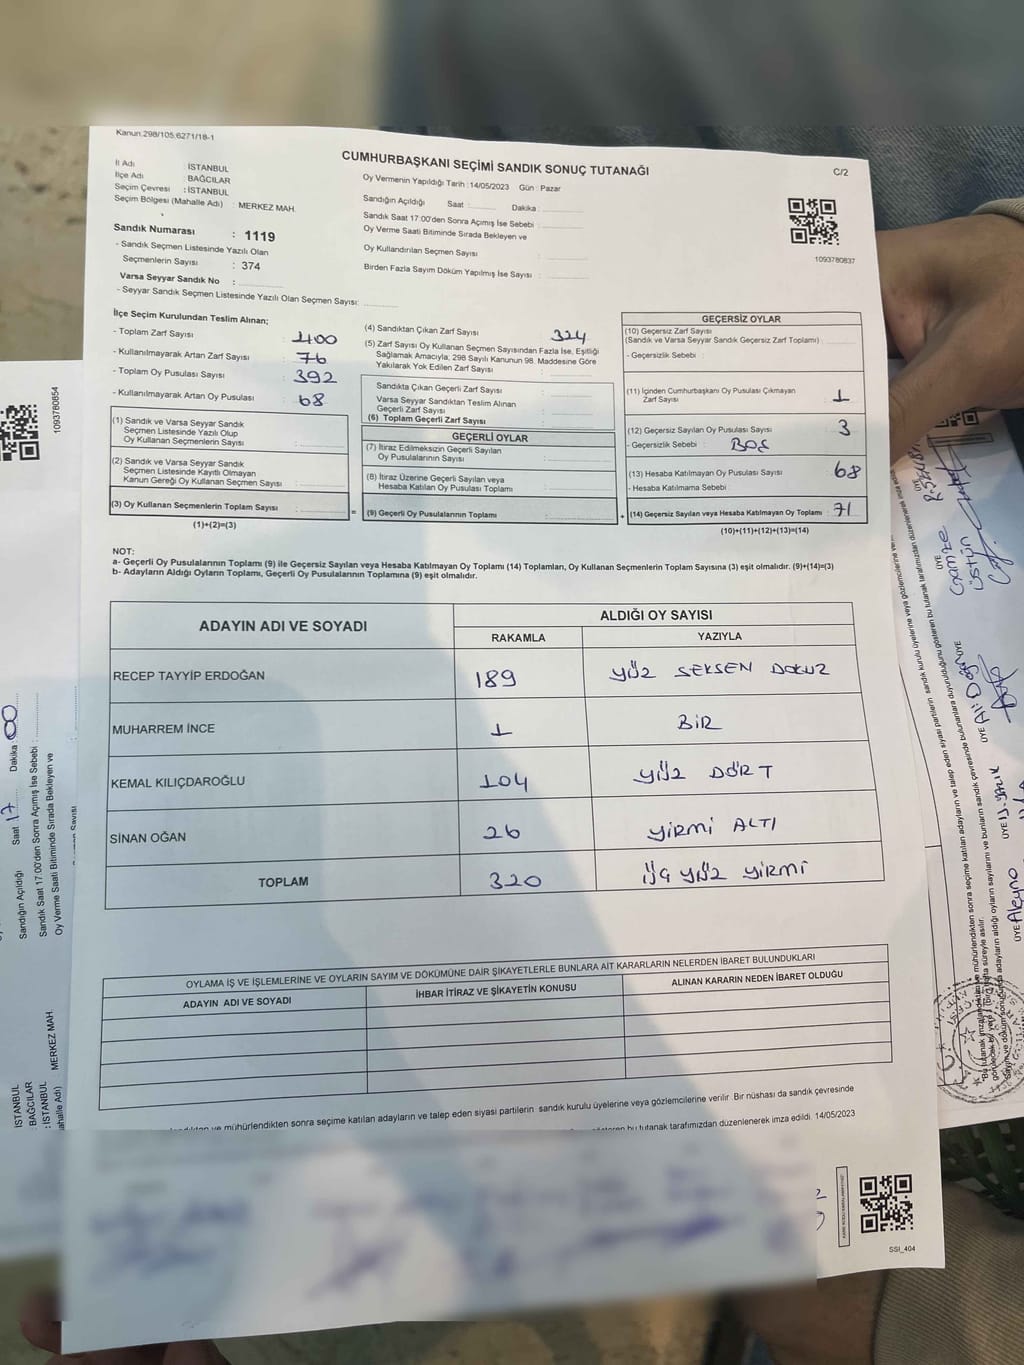 Kanun:298/105;6271/18-1
CUMHURBAŞKANI SEÇİMİ SANDIK SONUÇ TUTANAĞI
C/2
İl Adı İSTANBUL
İlçe Adı : BAĞCILAR
Seçim Çevresi : İSTANBUL
Seçim Bölgesi (Mahalle Adı) : MERKEZ MAH.
Sandık Numarası : 1119
- Sandık Seçmen Listesinde Yazılı Olan
Seçmenlerin Sayısı : 374
Varsa Seyyar Sandık No :
- Seyyar Sandık Seçmen Listesinde Yazılı Olan Seçmen Sayısı:
Oy Vermenin Yapıldığı Tarih : 14/05/2023 Gün : Pazar
Sandığın Açıldığı Saat : Dakika :
Sandık Saat 17:00'den Sonra Açımış İse Sebebi :
Oy Verme Saati Bitiminde Sırada Bekleyen ve
Oy Kullandırılan Seçmen Sayısı :
Birden Fazla Sayım Döküm Yapılmış İse Sayısı :
1093780837
İlçe Seçim Kurulundan Teslim Alınan;
- Toplam Zarf Sayısı : 400
- Kullanılmayarak Artan Zarf Sayısı : 76
- Toplam Oy Pusulası Sayısı : 392
- Kullanılmayarak Artan Oy Pusulası : 68
(1) Sandık ve Varsa Seyyar Sandık
Seçmen Listesinde Yazılı Olup
Oy Kullanan Seçmenlerin Sayısı :
(2) Sandık ve Varsa Seyyar Sandık
Seçmen Listesinde Kayıtlı Olmayan
Kanun Gereği Oy Kullanan Seçmen Sayısı :
(3) Oy Kullanan Seçmenlerin Toplam Sayısı :
(1)+(2)=(3)
(4) Sandıktan Çıkan Zarf Sayısı : 324
(5) Zarf Sayısı Oy Kullanan Seçmen Sayısından Fazla İse, Eşitliği
Sağlamak Amacıyla; 298 Sayılı Kanunun 98. Maddesine Göre
Yakılarak Yok Edilen Zarf Sayısı :
Sandıkta Çıkan Geçerli Zarf Sayısı :
Varsa Seyyar Sandıktan Teslim Alınan
Geçerli Zarf Sayısı :
(6) Toplam Geçerli Zarf Sayısı :
GEÇERLİ OYLAR
(7) İtiraz Edilmeksizin Geçerli Sayılan
Oy Pusulalarının Sayısı :
(8) İtiraz Üzerine Geçerli Sayılan veya
Hesaba Katılan Oy Pusulası Toplamı :
= (9) Geçerli Oy Pusulalarının Toplamı :
GEÇERSİZ OYLAR
(10) Geçersiz Zarf Sayısı
(Sandık ve Varsa Seyyar Sandık Geçersiz Zarf Toplamı) :
- Geçersizlik Sebebi :
(11) İçinden Cumhurbaşkanı Oy Pusulası Çıkmayan
Zarf Sayısı : 1
(12) Geçersiz Sayılan Oy Pusulası Sayısı : 3
- Geçersizlik Sebebi : BOŞ
(13) Hesaba Katılmayan Oy Pusulası Sayısı : 68
- Hesaba Katılmama Sebebi :
+ (14) Geçersiz Sayılan veya Hesaba Katılmayan Oy Toplamı : 71
(10)+(11)+(12)+(13)=(14)
NOT:
a- Geçerli Oy Pusulalarının Toplamı (9) ile Geçersiz Sayılan veya Hesaba Katılmayan Oy Toplamı (14) Toplamları, Oy Kullanan Seçmenlerin Toplam Sayısına (3) eşit olmalıdır. (9)+(14)=(3)
b- Adayların Aldığı Oyların Toplamı, Geçerli Oy Pusulalarının Toplamına (9) eşit olmalıdır.
ADAYIN ADI VE SOYADI ALDIĞI OY SAYISI
RAKAMLA YAZIYLA
RECEP TAYYİP ERDOĞAN 189 YÜZ SEKSEN DOKUZ
MUHARREM İNCE 1 BİR
KEMAL KILIÇDAROĞLU 104 YÜZ DÖRT
SİNAN OĞAN 26 YİRMİ ALTI
TOPLAM 320 ÜÇ YÜZ YİRMİ
OYLAMA İŞ VE İŞLEMLERİNE VE OYLARIN SAYIM VE DÖKÜMÜNE DAİR ŞİKAYETLERLE BUNLARA AİT KARARLARIN NELERDEN İBARET BULUNDUKLARI
ADAYIN ADI VE SOYADI İHBAR İTİRAZ VE ŞİKAYETİN KONUSU ALINAN KARARIN NEDEN İBARET OLDUĞU
ve mühürlendikten sonra seçime katılan adayların ve talep eden siyasi partilerin sandık kurulu üyelerine veya gözlemcilerine verilir. Bir nüshası da sandık çevresinde
bu tutanak tarafımızdan düzenlenerek imza edildi. 14/05/2023
SSI_404
1093780854
Sandığın Açıldığı Saat 17 Dakika : 00
Sandık Saat 17:00'den Sonra Açımış İse Sebebi :
Oy Verme Saati Bitiminde Sırada Bekleyen ve
İSTANBUL
: BAĞCILAR
: İSTANBUL
MERKEZ MAH.
ÜYE
ÜYE Gamze Üstün
ÜYE Ali Doğan
ÜYE
ÜYE Aleyna